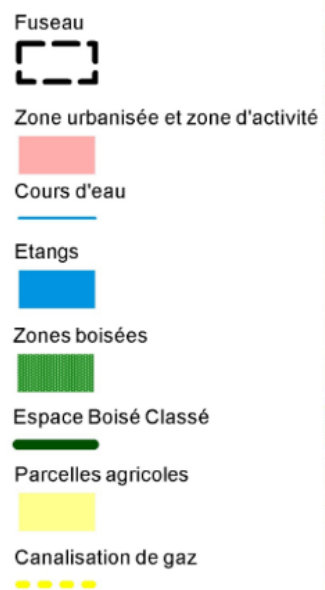 Fuseau
Zone urbanisée et zone d'activité
Cours d'eau
Etangs
Zones boisées
Espace Boisé Classé
Parcelles agricoles
Canalisation de gaz